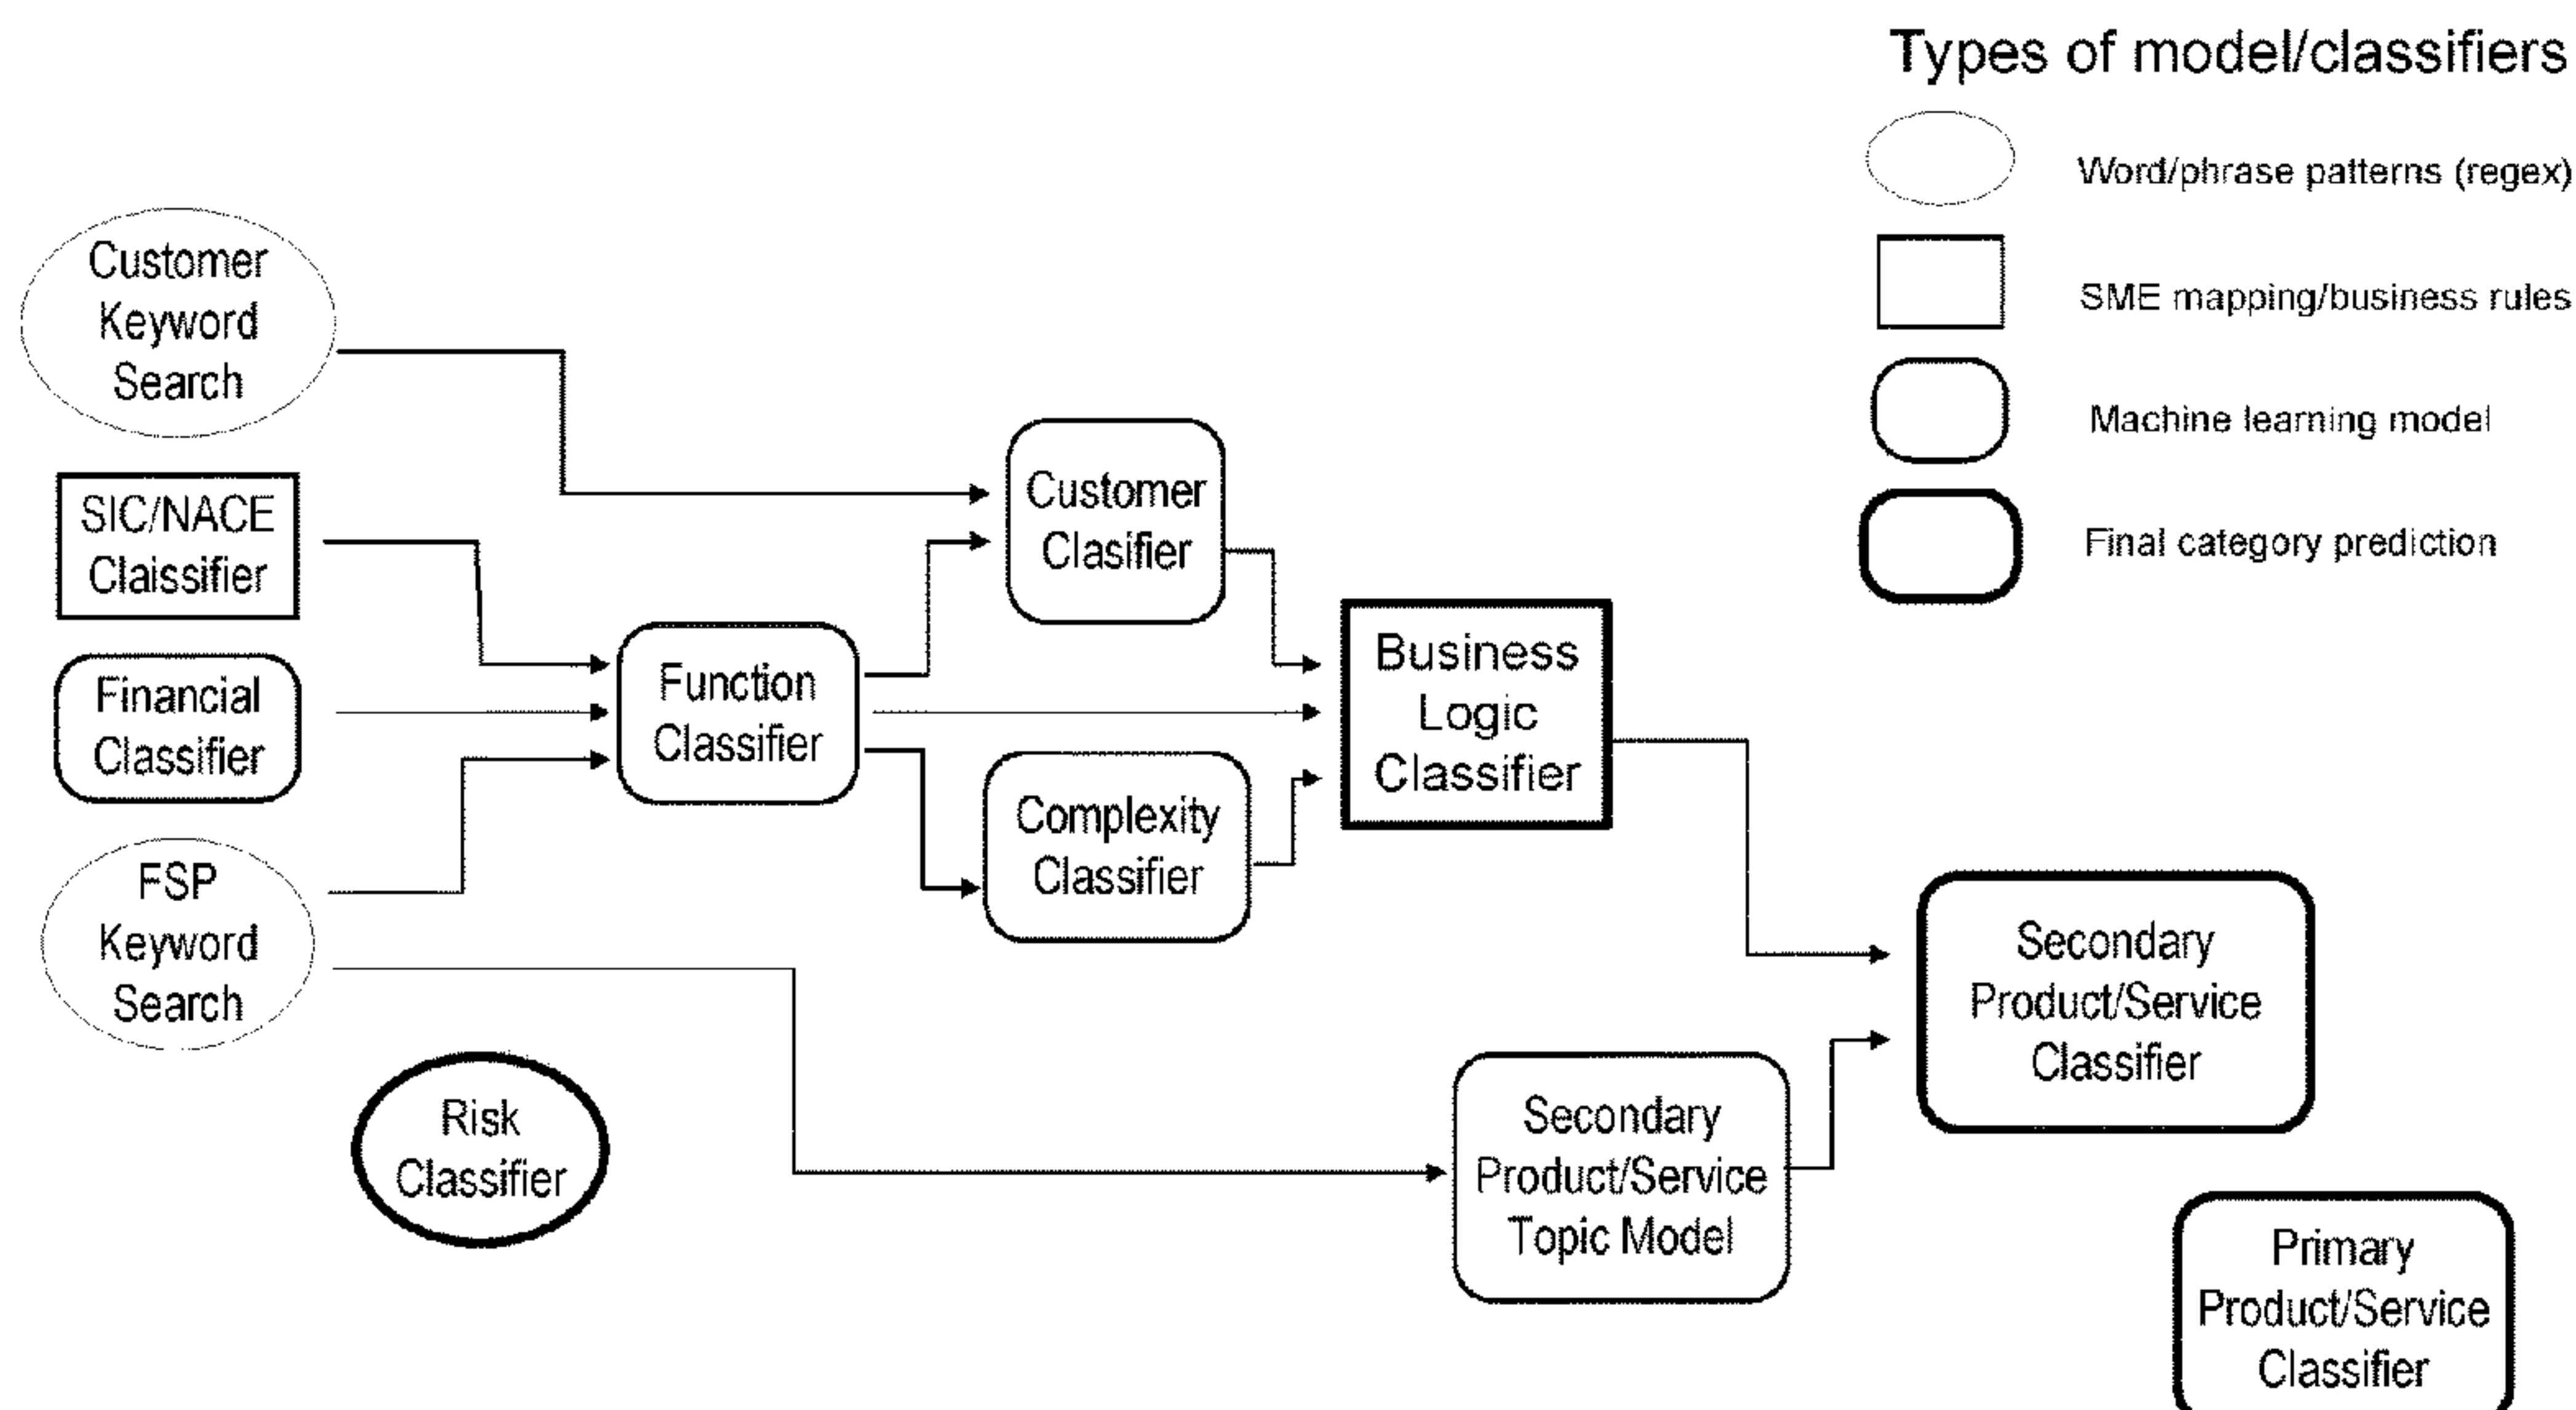 Types of model/classifiers
Word/phrase patterns (regex)
SME mapping/business rules
Machine learning model
Final category prediction
Customer
Keyword
Search
SIC/NACE
Claissifier
Financial
Classifier
FSP
Keyword
Search
Risk
Classifier
Function
Classifier
Customer
Clasifier
Complexity
Classifier
Business
Logic
Classifier
Secondary
Product/Service
Topic Model
Secondary
Product/Service
Classifier
Primary
Product/Service
Classifier